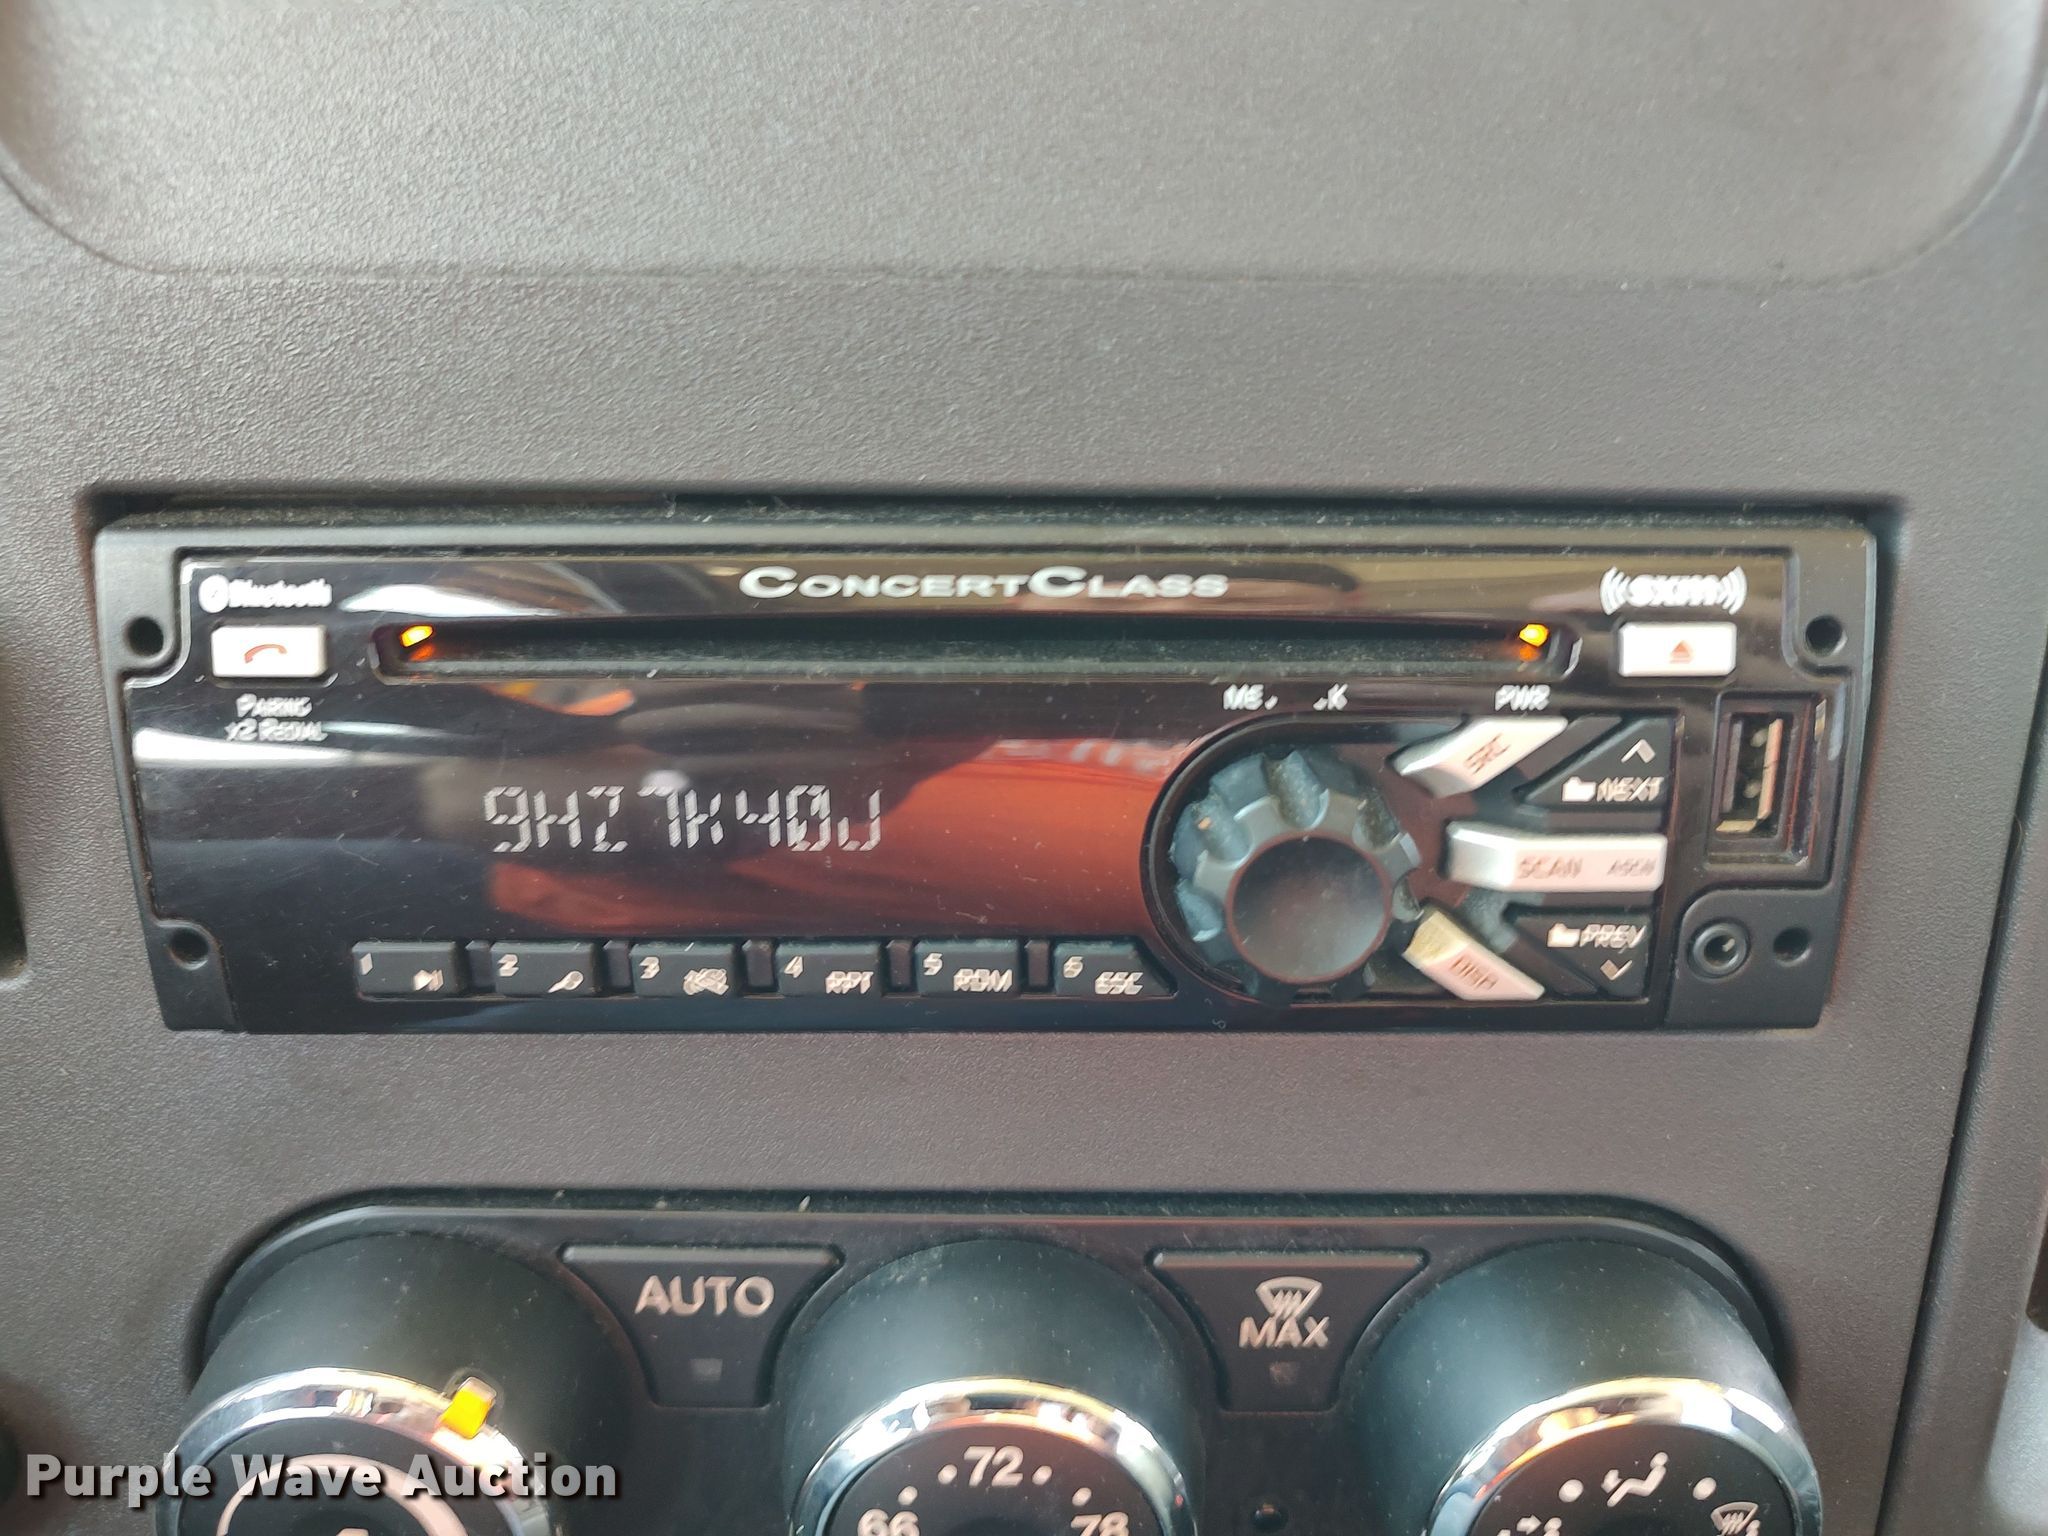 Bluetooth
CONCERTCLASS
((SXM))
PAIRING
X2 REDIAL
PWR
SRC
NEXT
SCAN
PREV
DISP
1
2
3
4 RPT
5 RDM
6 ESC
AUTO
MAX
72
66
78
Purple Wave Auction